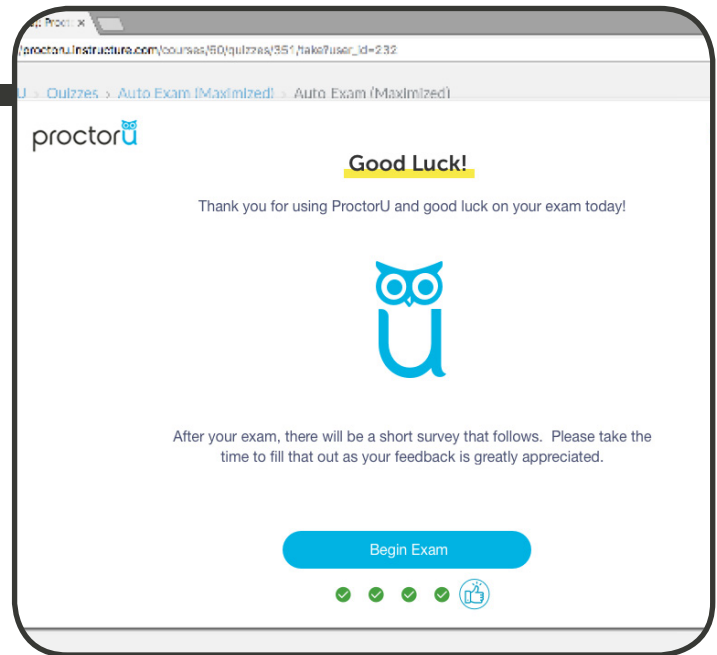 Proct
/proctoru.instructure.com/courses/60/quizzes/351/take?user_id=232
U > Quizzes > Auto Exam (Maximized) > Auto Exam (Maximized)
proctorU
Good Luck!
Thank you for using ProctorU and good luck on your exam today!
U
After your exam, there will be a short survey that follows. Please take the
time to fill that out as your feedback is greatly appreciated.
Begin Exam